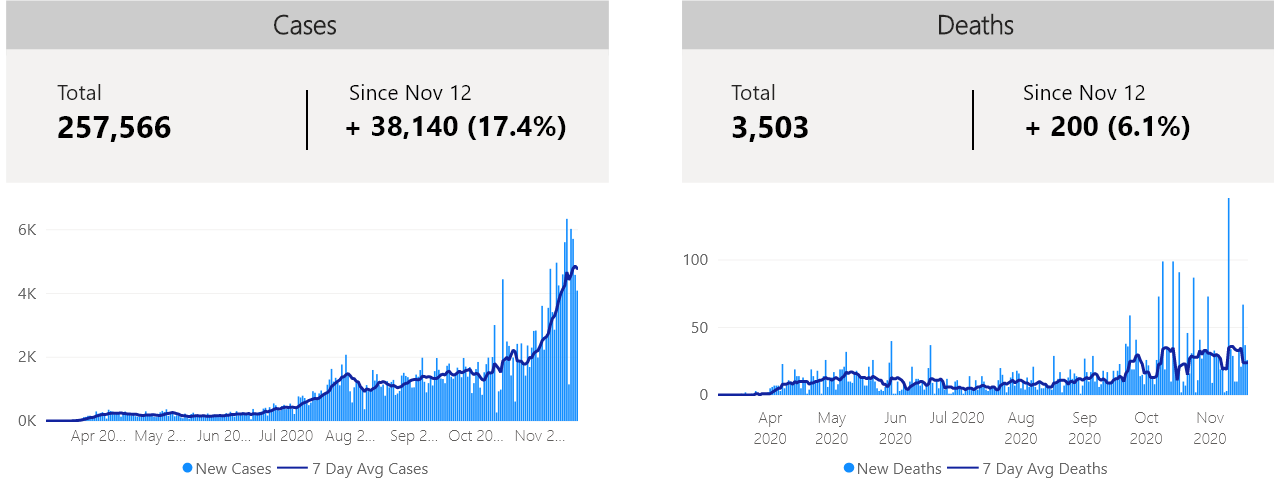 Cases
Total
257,566
Since Nov 12
+ 38,140 (17.4%)
6K
4K
2K
0K
Apr 20... May 2... Jun 20... Jul 2020 Aug 2... Sep 2... Oct 20... Nov 2...
New Cases 7 Day Avg Cases
Deaths
Total
3,503
Since Nov 12
+ 200 (6.1%)
100
50
0
Apr May Jun Jul 2020 Aug Sep Oct Nov
2020 2020 2020 2020 2020 2020 2020
New Deaths 7 Day Avg Deaths